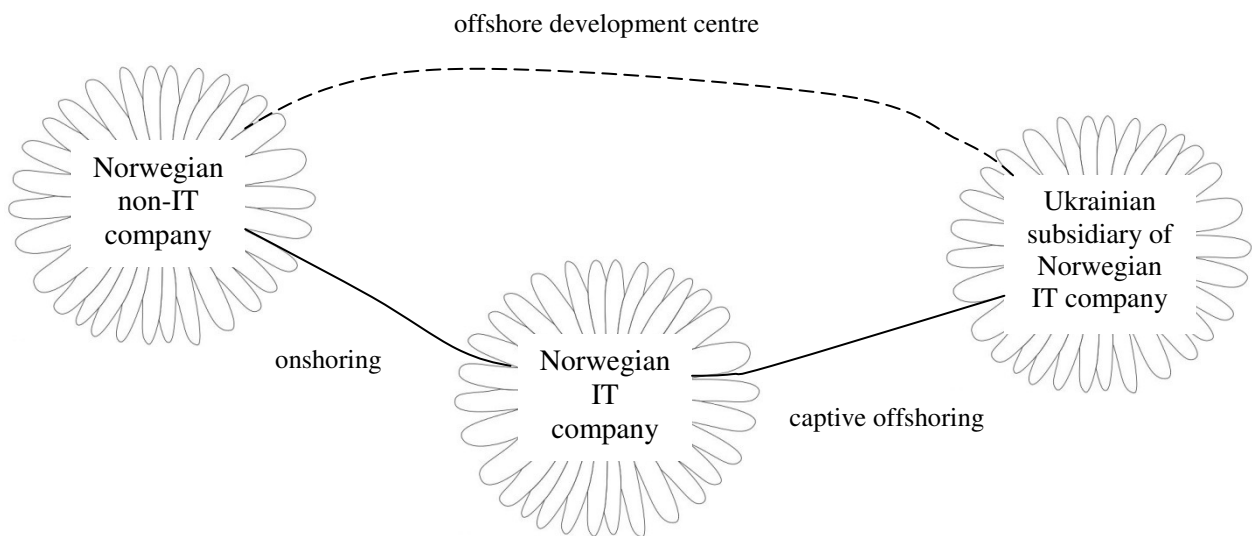 offshore development centre
Norwegian
non-IT
company
Ukrainian
subsidiary of
Norwegian
IT company
onshoring
Norwegian
IT
company
captive offshoring